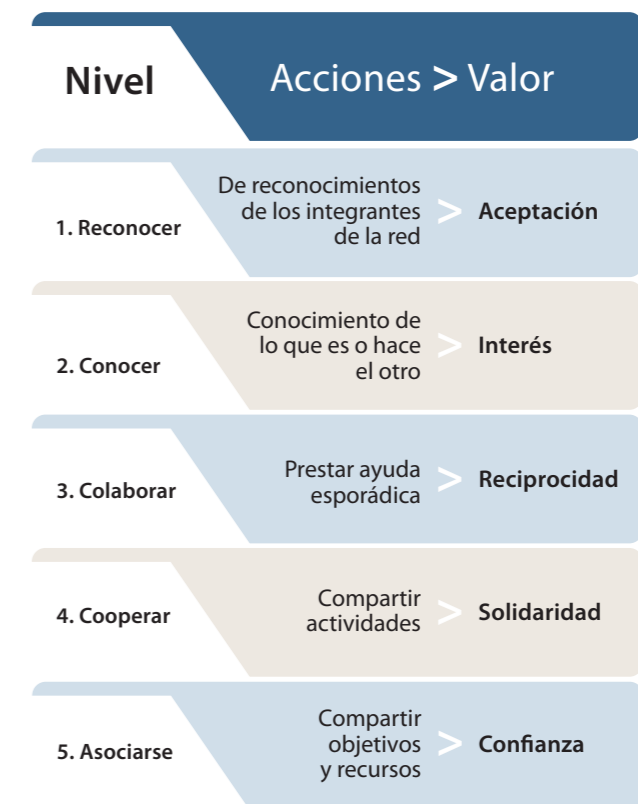 Nivel
Acciones > Valor
1. Reconocer
De reconocimientos
de los integrantes
de la red
> Aceptación
2. Conocer
Conocimiento de
lo que es o hace
el otro
> Interés
3. Colaborar
Prestar ayuda
esporádica
> Reciprocidad
4. Cooperar
Compartir
actividades
> Solidaridad
5. Asociarse
Compartir
objetivos
y recursos
> Confianza